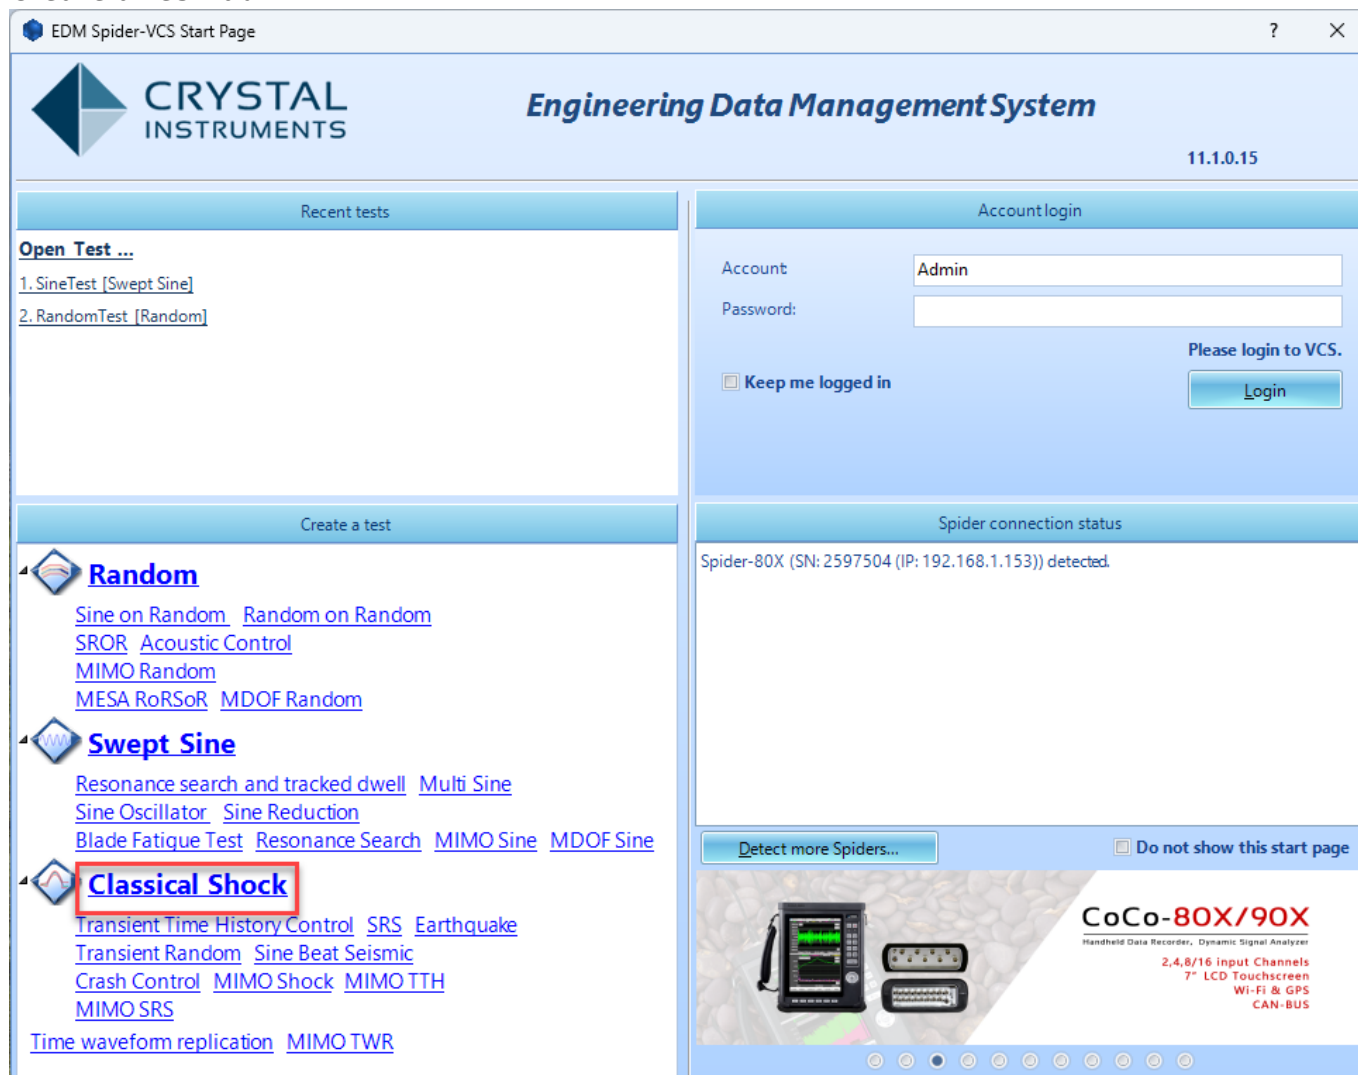 EDM Spider-VCS Start Page
?
CRYSTAL
INSTRUMENTS
Engineering Data Management System
11.1.0.15
Recent tests
Open Test ...
1. SineTest [Swept Sine]
2. RandomTest [Random]
Account login
Account:
Admin
Password:
Please login to VCS.
Keep me logged in
Login
Create a test
Random
Sine on Random Random on Random
SROR Acoustic Control
MIMO Random
MESA RoRSoR MDOF Random
Swept Sine
Resonance search and tracked dwell Multi Sine
Sine Oscillator Sine Reduction
Blade Fatigue Test Resonance Search MIMO Sine MDOF Sine
Classical Shock
Transient Time History Control SRS Earthquake
Transient Random Sine Beat Seismic
Crash Control MIMO Shock MIMO TTH
MIMO SRS
Time waveform replication MIMO TWR
Spider connection status
Spider-80X (SN: 2597504 (IP: 192.168.1.153)) detected.
Detect more Spiders...
Do not show this start page
CoCo-80X/90X
Handheld Data Recorder, Dynamic Signal Analyzer
2,4,8/16 input Channels
7" LCD Touchscreen
Wi-Fi & GPS
CAN-BUS